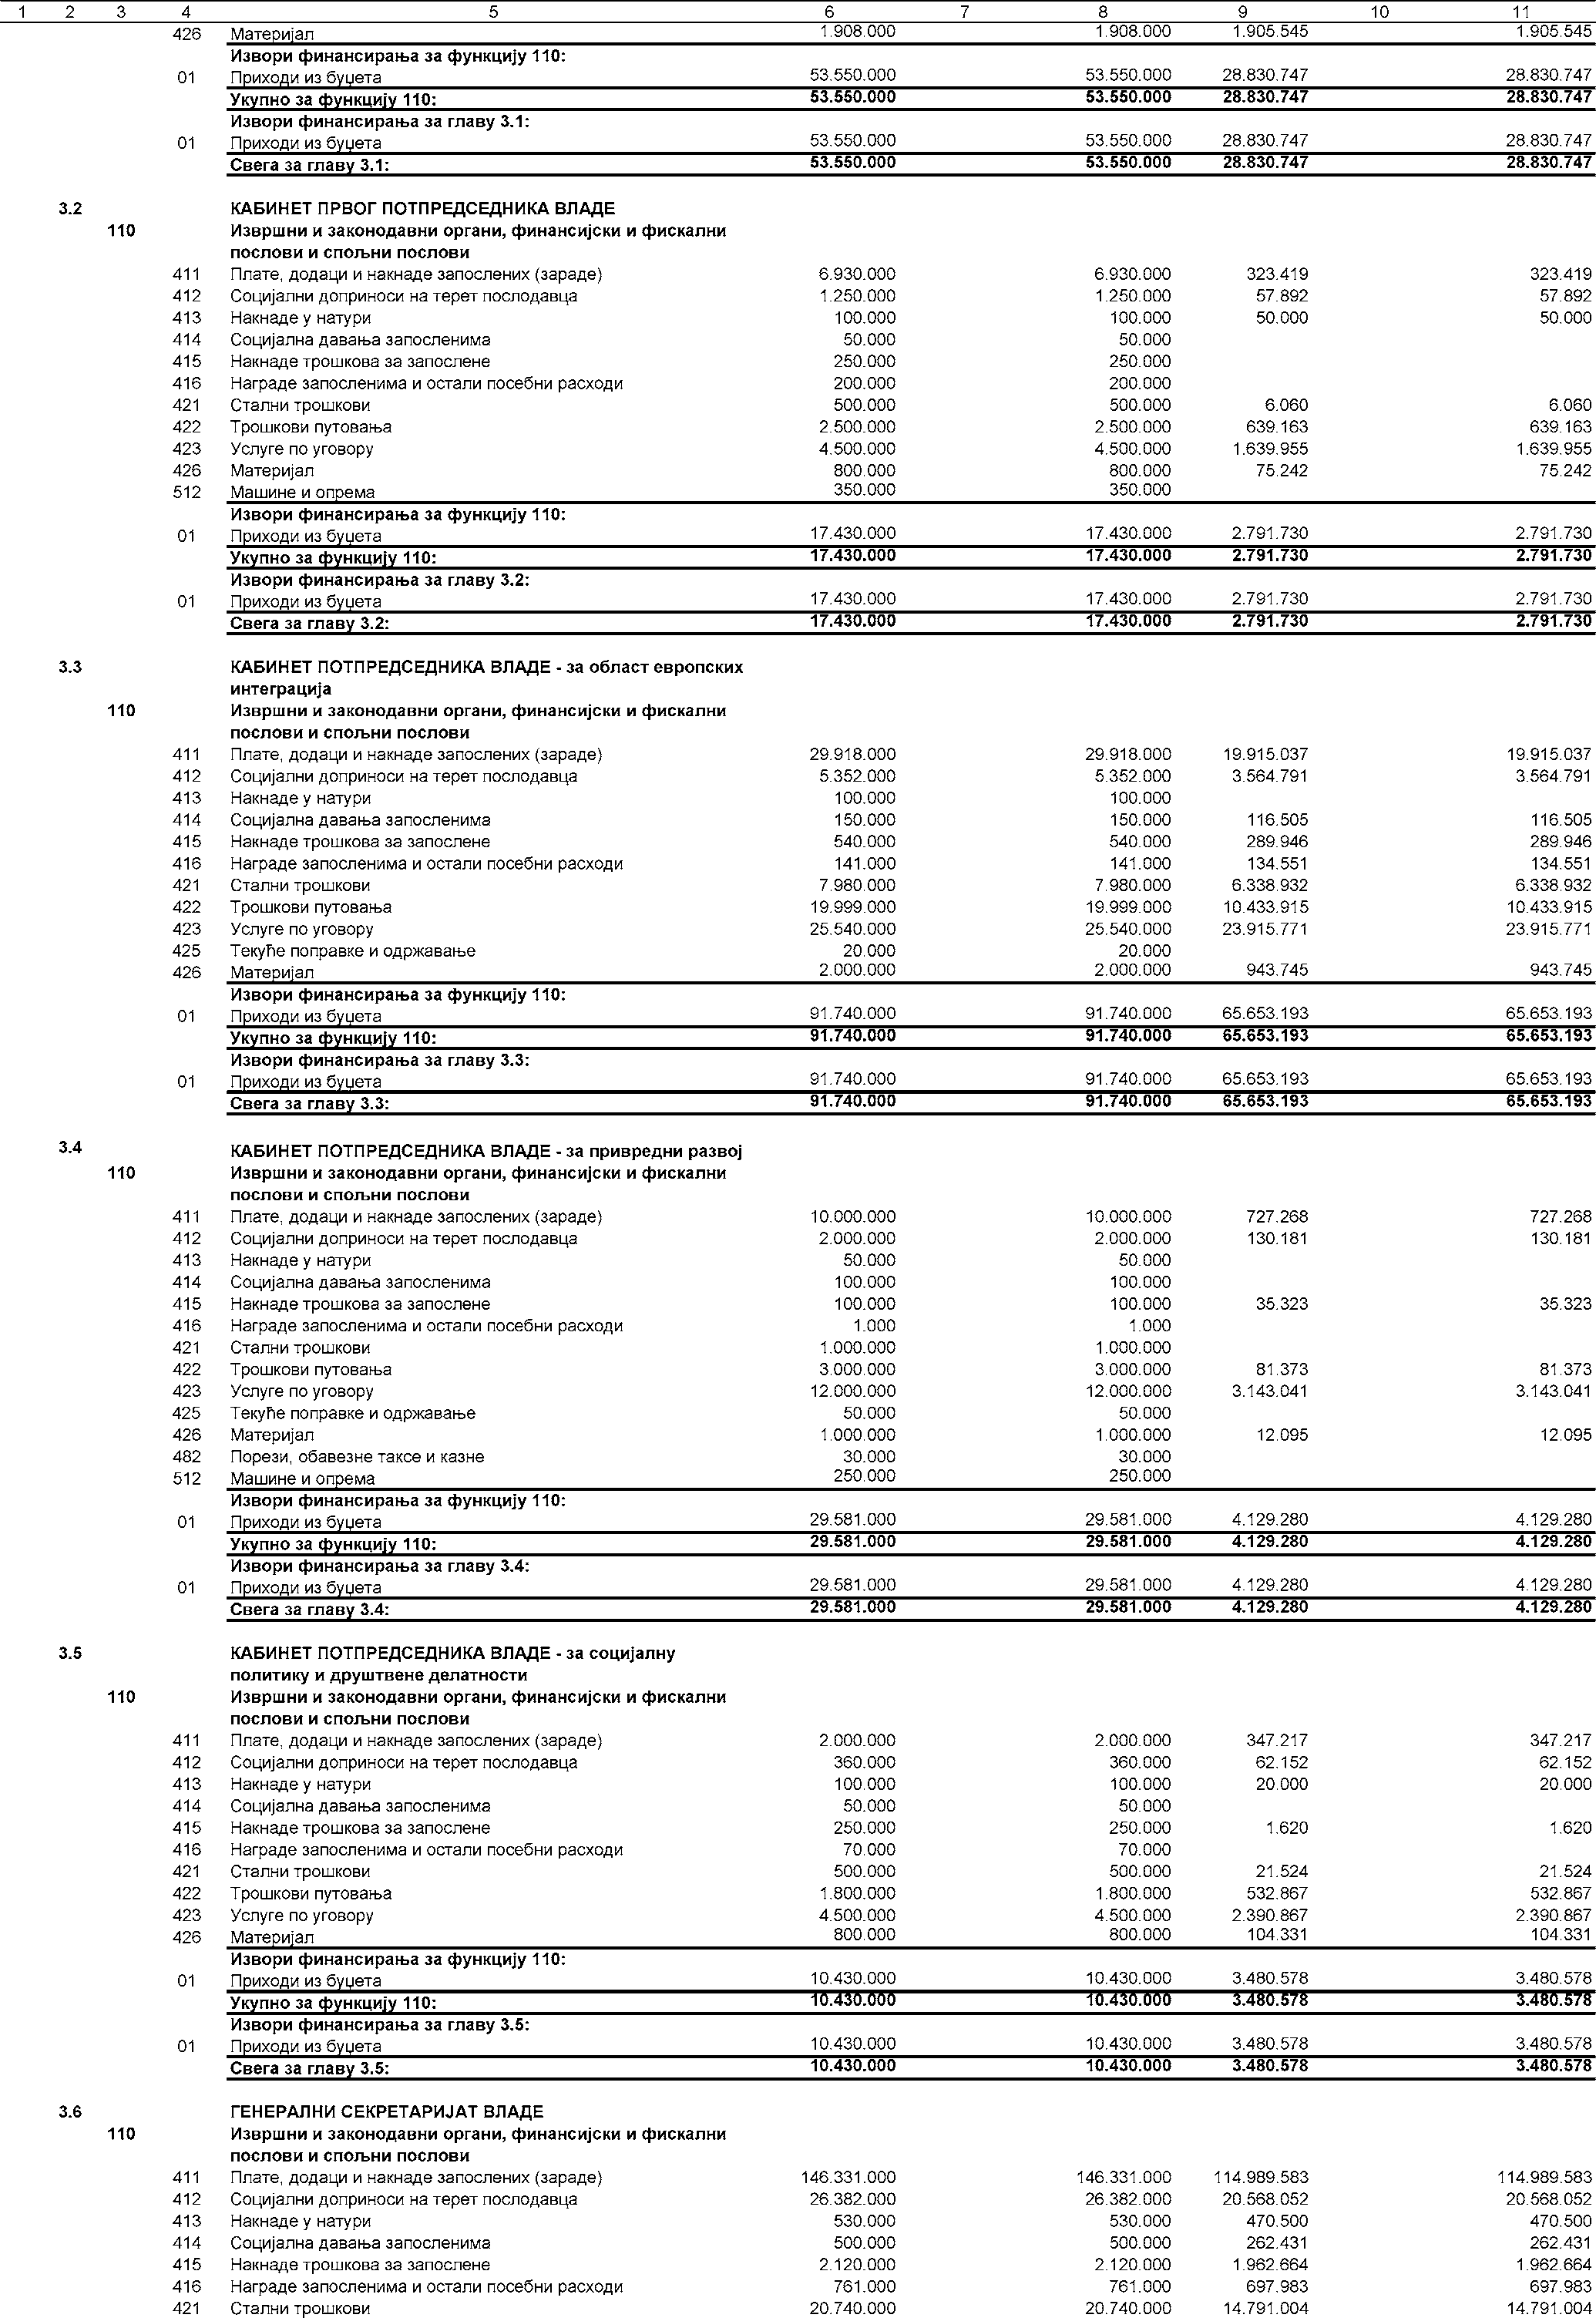 1 2 3 4 5 6 7 8 9 10 11
426 Материјал 1.908.000 1.908.000 1.905.545 1.905.545
Извори финансирања за функцију 110:
01 Приходи из буџета 53.550.000 53.550.000 28.830.747 28.830.747
Укупно за функцију 110: 53.550.000 53.550.000 28.830.747 28.830.747
Извори финансирања за главу 3.1:
01 Приходи из буџета 53.550.000 53.550.000 28.830.747 28.830.747
Свега за главу 3.1: 53.550.000 53.550.000 28.830.747 28.830.747
3.2 КАБИНЕТ ПРВОГ ПОТПРЕДСЕДНИКА ВЛАДЕ
110 Извршни и законодавни органи, финансијски и фискални
послови и спољни послови
411 Плате, додаци и накнаде запослених (зараде) 6.930.000 6.930.000 323.419 323.419
412 Социјални доприноси на терет послодавца 1.250.000 1.250.000 57.892 57.892
413 Накнаде у натури 100.000 100.000 50.000 50.000
414 Социјална давања запосленима 50.000 50.000
415 Накнаде трошкова за запослене 250.000 250.000
416 Награде запосленима и остали посебни расходи 200.000 200.000
421 Стални трошкови 500.000 500.000 6.060 6.060
422 Трошкови путовања 2.500.000 2.500.000 639.163 639.163
423 Услуге по уговору 4.500.000 4.500.000 1.639.955 1.639.955
426 Материјал 800.000 800.000 75.242 75.242
512 Машине и опрема 350.000 350.000
Извори финансирања за функцију 110:
01 Приходи из буџета 17.430.000 17.430.000 2.791.730 2.791.730
Укупно за функцију 110: 17.430.000 17.430.000 2.791.730 2.791.730
Извори финансирања за главу 3.2:
01 Приходи из буџета 17.430.000 17.430.000 2.791.730 2.791.730
Свега за главу 3.2: 17.430.000 17.430.000 2.791.730 2.791.730
3.3 КАБИНЕТ ПОТПРЕДСЕДНИКА ВЛАДЕ - за област европских
интеграција
110 Извршни и законодавни органи, финансијски и фискални
послови и спољни послови
411 Плате, додаци и накнаде запослених (зараде) 29.918.000 29.918.000 19.915.037 19.915.037
412 Социјални доприноси на терет послодавца 5.352.000 5.352.000 3.564.791 3.564.791
413 Накнаде у натури 100.000 100.000
414 Социјална давања запосленима 150.000 150.000 116.505 116.505
415 Накнаде трошкова за запослене 540.000 540.000 289.946 289.946
416 Награде запосленима и остали посебни расходи 141.000 141.000 134.551 134.551
421 Стални трошкови 7.980.000 7.980.000 6.338.932 6.338.932
422 Трошкови путовања 19.999.000 19.999.000 10.433.915 10.433.915
423 Услуге по уговору 25.540.000 25.540.000 23.915.771 23.915.771
425 Текуће поправке и одржавање 20.000 20.000
426 Материјал 2.000.000 2.000.000 943.745 943.745
Извори финансирања за функцију 110:
01 Приходи из буџета 91.740.000 91.740.000 65.653.193 65.653.193
Укупно за функцију 110: 91.740.000 91.740.000 65.653.193 65.653.193
Извори финансирања за главу 3.3:
01 Приходи из буџета 91.740.000 91.740.000 65.653.193 65.653.193
Свега за главу 3.3: 91.740.000 91.740.000 65.653.193 65.653.193
3.4 КАБИНЕТ ПОТПРЕДСЕДНИКА ВЛАДЕ - за привредни развој
110 Извршни и законодавни органи, финансијски и фискални
послови и спољни послови
411 Плате, додаци и накнаде запослених (зараде) 10.000.000 10.000.000 727.268 727.268
412 Социјални доприноси на терет послодавца 2.000.000 2.000.000 130.181 130.181
413 Накнаде у натури 50.000 50.000
414 Социјална давања запосленима 100.000 100.000
415 Накнаде трошкова за запослене 100.000 100.000 35.323 35.323
416 Награде запосленима и остали посебни расходи 1.000 1.000
421 Стални трошкови 1.000.000 1.000.000
422 Трошкови путовања 3.000.000 3.000.000 81.373 81.373
423 Услуге по уговору 12.000.000 12.000.000 3.143.041 3.143.041
425 Текуће поправке и одржавање 50.000 50.000
426 Материјал 1.000.000 1.000.000 12.095 12.095
482 Порези, обавезне таксе и казне 30.000 30.000
512 Машине и опрема 250.000 250.000
Извори финансирања за функцију 110:
01 Приходи из буџета 29.581.000 29.581.000 4.129.280 4.129.280
Укупно за функцију 110: 29.581.000 29.581.000 4.129.280 4.129.280
Извори финансирања за главу 3.4:
01 Приходи из буџета 29.581.000 29.581.000 4.129.280 4.129.280
Свега за главу 3.4: 29.581.000 29.581.000 4.129.280 4.129.280
3.5 КАБИНЕТ ПОТПРЕДСЕДНИКА ВЛАДЕ - за социјалну
политику и друштвене делатности
110 Извршни и законодавни органи, финансијски и фискални
послови и спољни послови
411 Плате, додаци и накнаде запослених (зараде) 2.000.000 2.000.000 347.217 347.217
412 Социјални доприноси на терет послодавца 360.000 360.000 62.152 62.152
413 Накнаде у натури 100.000 100.000 20.000 20.000
414 Социјална давања запосленима 50.000 50.000
415 Накнаде трошкова за запослене 250.000 250.000 1.620 1.620
416 Награде запосленима и остали посебни расходи 70.000 70.000
421 Стални трошкови 500.000 500.000 21.524 21.524
422 Трошкови путовања 1.800.000 1.800.000 532.867 532.867
423 Услуге по уговору 4.500.000 4.500.000 2.390.867 2.390.867
426 Материјал 800.000 800.000 104.331 104.331
Извори финансирања за функцију 110:
01 Приходи из буџета 10.430.000 10.430.000 3.480.578 3.480.578
Укупно за функцију 110: 10.430.000 10.430.000 3.480.578 3.480.578
Извори финансирања за главу 3.5:
01 Приходи из буџета 10.430.000 10.430.000 3.480.578 3.480.578
Свега за главу 3.5: 10.430.000 10.430.000 3.480.578 3.480.578
3.6 ГЕНЕРАЛНИ СЕКРЕТАРИЈАТ ВЛАДЕ
110 Извршни и законодавни органи, финансијски и фискални
послови и спољни послови
411 Плате, додаци и накнаде запослених (зараде) 146.331.000 146.331.000 114.989.583 114.989.583
412 Социјални доприноси на терет послодавца 26.382.000 26.382.000 20.568.052 20.568.052
413 Накнаде у натури 530.000 530.000 470.500 470.500
414 Социјална давања запосленима 500.000 500.000 262.431 262.431
415 Накнаде трошкова за запослене 2.120.000 2.120.000 1.962.664 1.962.664
416 Награде запосленима и остали посебни расходи 761.000 761.000 697.983 697.983
421 Стални трошкови 20.740.000 20.740.000 14.791.004 14.791.004